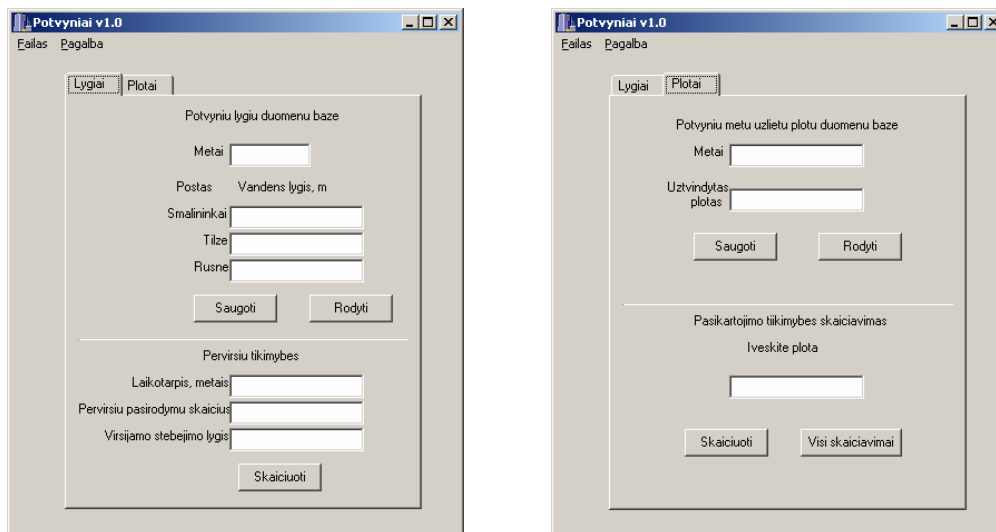 Potvyniai v1.0
Failas Pagalba
Lygiai Plotai
Potvyniu lygiu duomenu baze
Metai
Postas Vandens lygis, m
Smalininkai
Tilze
Rusne
Saugoti Rodyti
Pervirsiu tikimybes
Laikotarpis, metais
Pervirsiu pasirodymu skaicius
Virsijamo stebejimo lygis
Skaiciuoti
Potvyniai v1.0
Failas Pagalba
Lygiai Plotai
Potvyniu metu uzlietu plotu duomenu baze
Metai
Uztvindytas
plotas
Saugoti Rodyti
Pasikartojimo tiikimybes skaiciavimas
Iveskite plota
Skaiciuoti Visi skaiciavimai